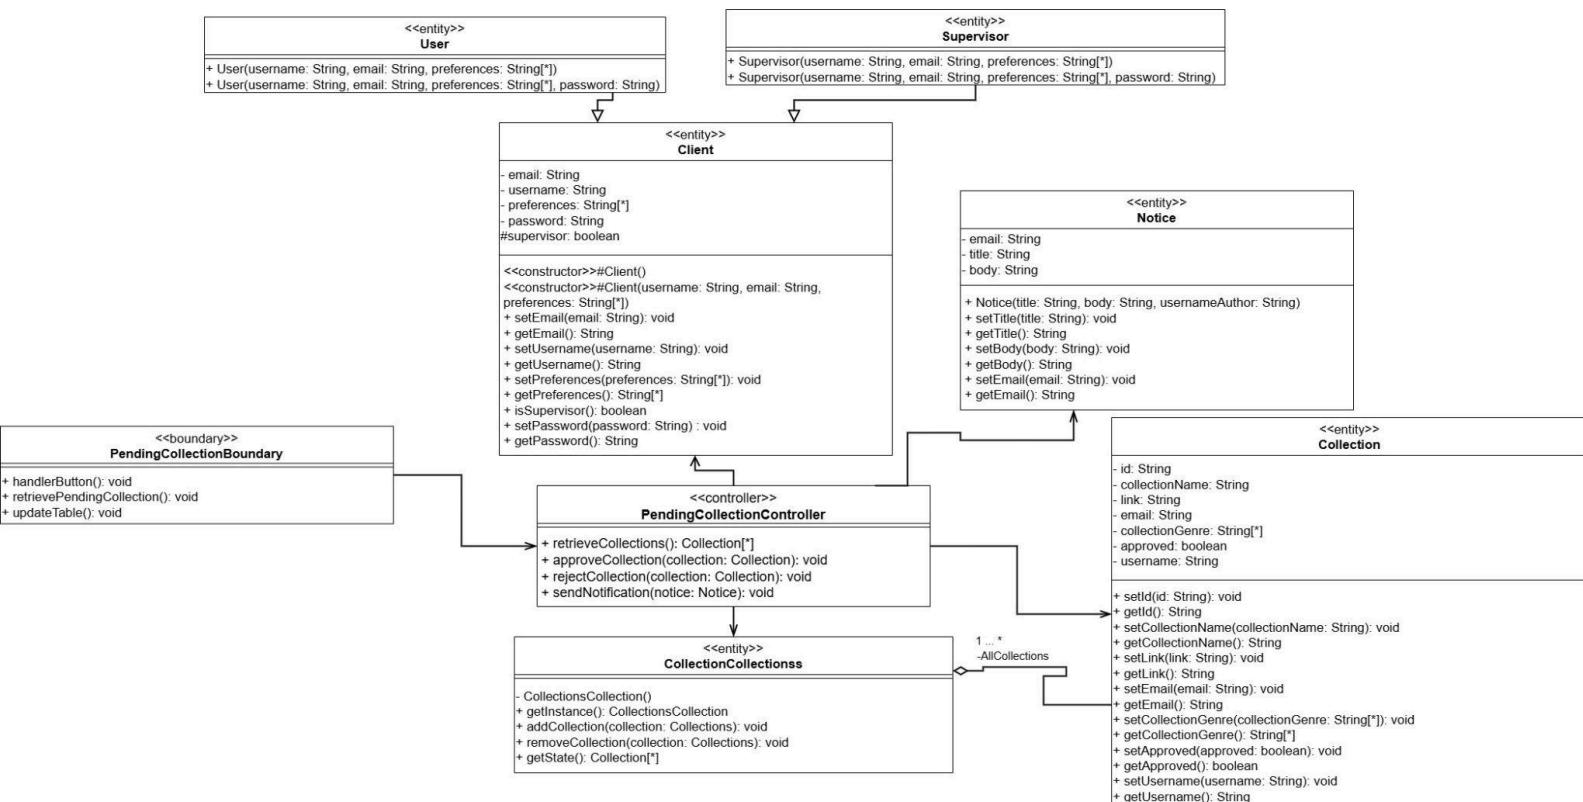 <<entity>>
User
+ User(username: String, email: String, preferences: String[*])
+ User(username: String, email: String, preferences: String[*], password: String)
<<entity>>
Supervisor
+ Supervisor(username: String, email: String, preferences: String[*])
+ Supervisor(username: String, email: String, preferences: String[*], password: String)
<<entity>>
Client
- email: String
- username: String
- preferences: String[*]
- password: String
#supervisor: boolean
<<constructor>>#Client()
<<constructor>>#Client(username: String, email: String,
preferences: String[*])
+ setEmail(email: String): void
+ getEmail(): String
+ setUsername(username: String): void
+ getUsername(): String
+ setPreferences(preferences: String[*]): void
+ getPreferences(): String[*]
+ isSupervisor(): boolean
+ setPassword(password: String) : void
+ getPassword(): String
<<entity>>
Notice
- email: String
- title: String
- body: String
+ Notice(title: String, body: String, usernameAuthor: String)
+ setTitle(title: String): void
+ getTitle(): String
+ setBody(body: String): void
+ getBody(): String
+ setEmail(email: String): void
+ getEmail(): String
<<boundary>>
PendingCollectionBoundary
+ handlerButton(): void
+ retrievePendingCollection(): void
+ updateTable(): void
<<controller>>
PendingCollectionController
+ retrieveCollections(): Collection[*]
+ approveCollection(collection: Collection): void
+ rejectCollection(collection: Collection): void
+ sendNotification(notice: Notice): void
<<entity>>
Collection
- id: String
- collectionName: String
- link: String
- email: String
- collectionGenre: String[*]
- approved: boolean
- username: String
+ setId(id: String): void
+ getId(): String
+ setCollectionName(collectionName: String): void
+ getCollectionName(): String
+ setLink(link: String): void
+ getLink(): String
+ setEmail(email: String): void
+ getEmail(): String
+ setCollectionGenre(collectionGenre: String[*]): void
+ getCollectionGenre(): String[*]
+ setApproved(approved: boolean): void
+ getApproved(): boolean
+ setUsername(username: String): void
+ getUsername(): String
<<entity>>
CollectionCollectionss
- CollectionsCollection()
+ getInstance(): CollectionsCollection
+ addCollection(collection: Collections): void
+ removeCollection(collection: Collections): void
+ getState(): Collection[*]
1 ... *
-AllCollections